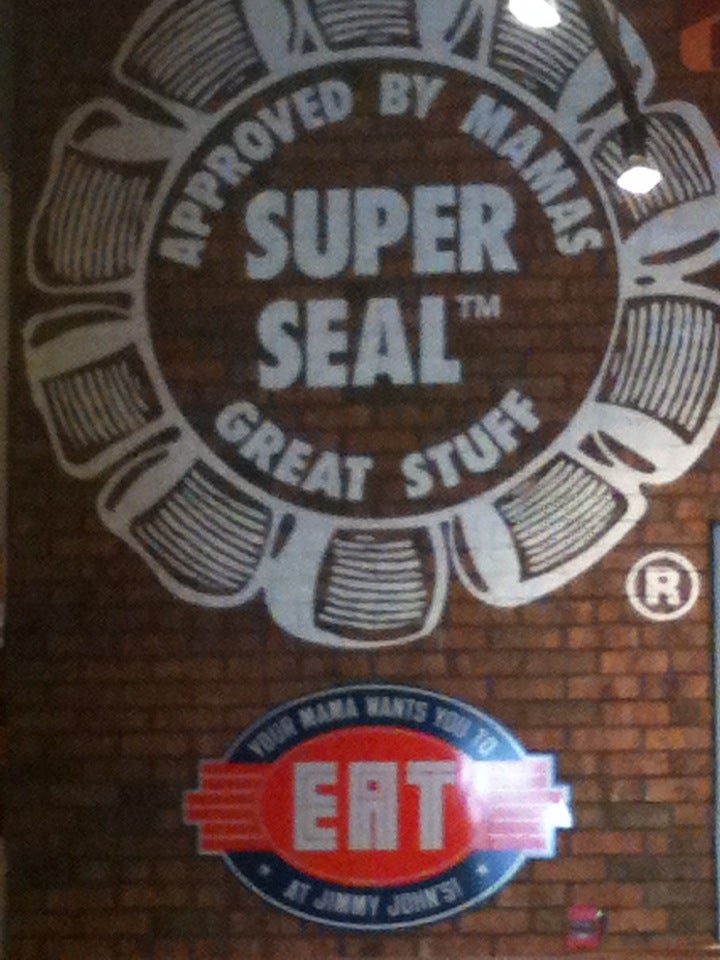 APPROVED BY MAMAS
SUPER
SEAL™
GREAT STUFF
®
YOUR MAMA WANTS YOU TO
EAT
AT JIMMY JOHN'S!